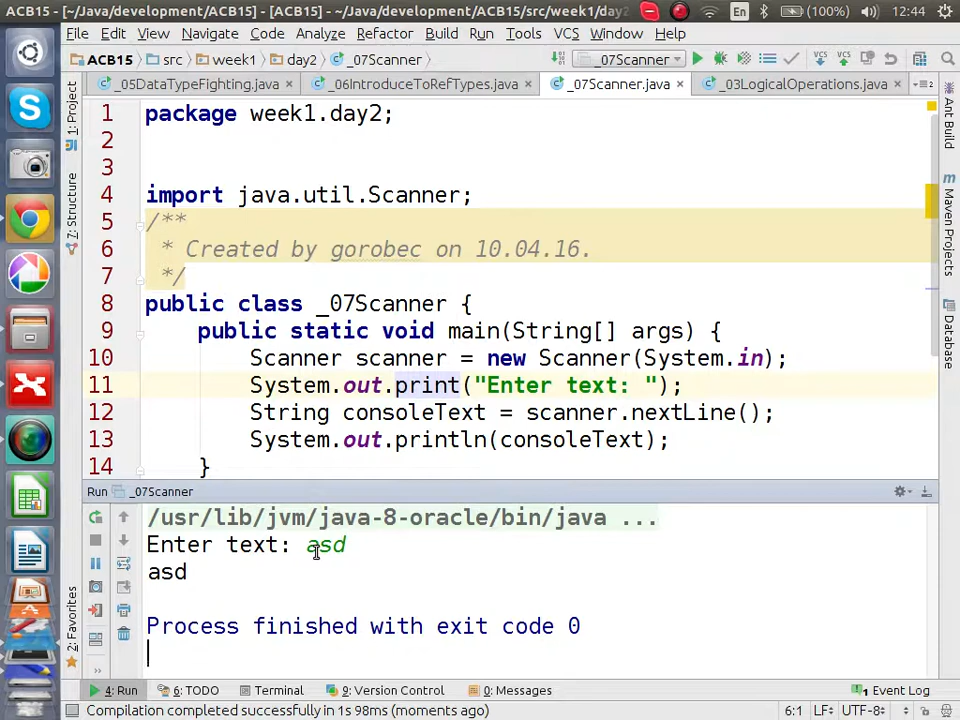 ACB15 - [~/Java/development/ACB15] - [ACB15] - .../ACB15/src/week1/day2/ En (100%) 12:44
File Edit View Navigate Code Analyze Refactor Build Run Tools VCS Window Help
ACB15 src week1 day2 _07Scanner _07Scanner VCS VCS
_05DataTypeFighting.java _06IntroduceToRefTypes.java _07Scanner.java _03LogicalOperations.java
1: Project
7: Structure
2: Favorites
Ant Build
Maven Projects
Database
1 package week1.day2;
2
3
4 import java.util.Scanner;
5 /**
6 * Created by gorobec on 10.04.16.
7 */
8 public class _07Scanner {
9 public static void main(String[] args) {
10 Scanner scanner = new Scanner(System.in);
11 System.out.print("Enter text: ");
12 String consoleText = scanner.nextLine();
13 System.out.println(consoleText);
14 }
Run _07Scanner
/usr/lib/jvm/java-8-oracle/bin/java ...
Enter text: asd
asd
Process finished with exit code 0
4: Run 6: TODO Terminal 9: Version Control 0: Messages 1 Event Log
Compilation completed successfully in 1s 98ms (moments ago) 6:1 LF UTF-8